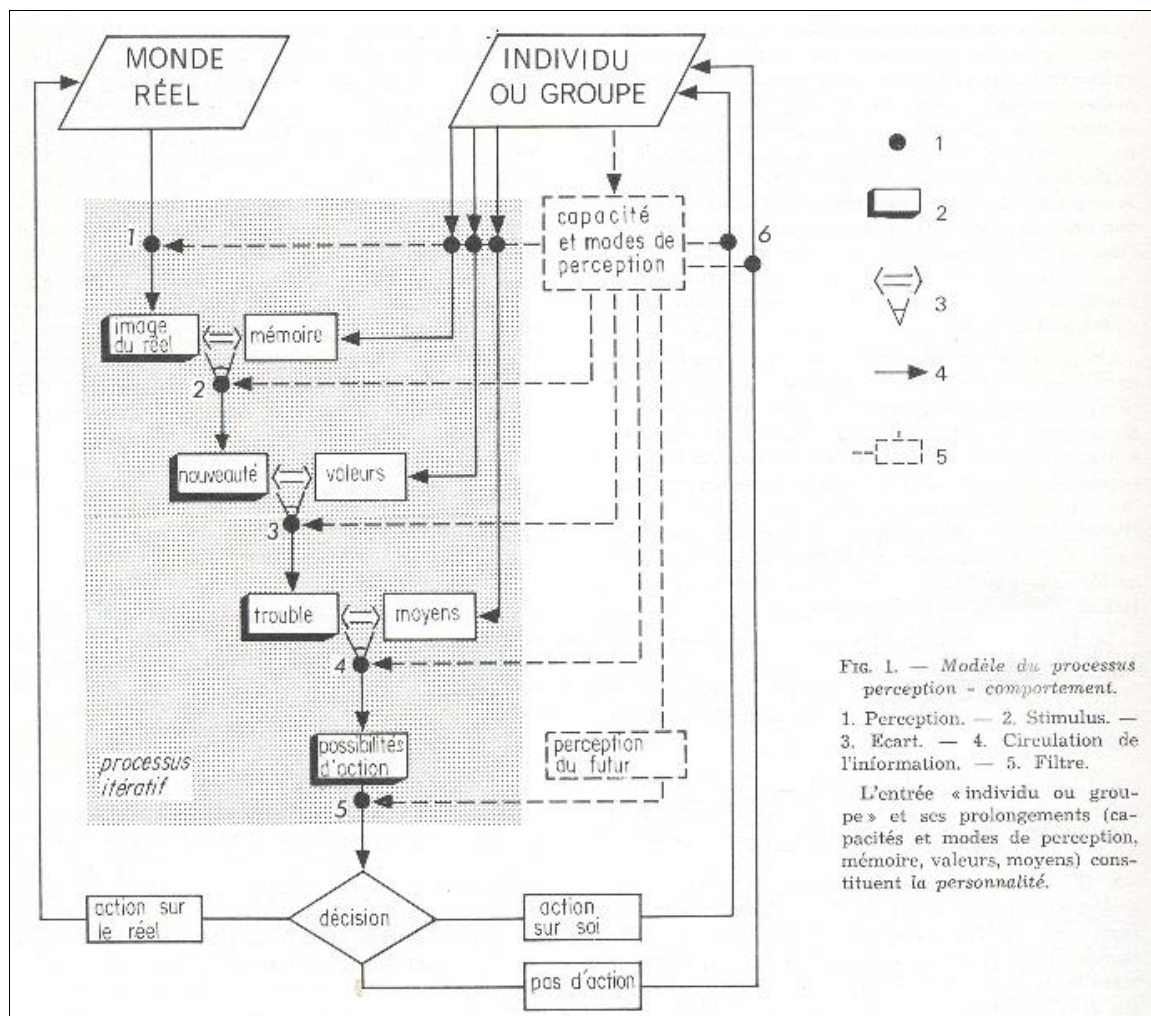 MONDE
RÉEL
INDIVIDU
OU GROUPE
1
2
3
4
5
capacité
et modes de
perception
6
1
image
du réel
mémoire
2
nouveauté
valeurs
3
trouble
moyens
4
possibilités
d'action
perception
du futur
processus
itératif
5
action sur
le réel
décision
action
sur soi
pas d'action
FIG. 1. — Modèle du processus
perception - comportement.
1. Perception. — 2. Stimulus. —
3. Ecart. — 4. Circulation de
l'information. — 5. Filtre.
L'entrée « individu ou grou-
pe » et ses prolongements (ca-
pacités et modes de perception,
mémoire, valeurs, moyens) cons-
tituent la personnalité.